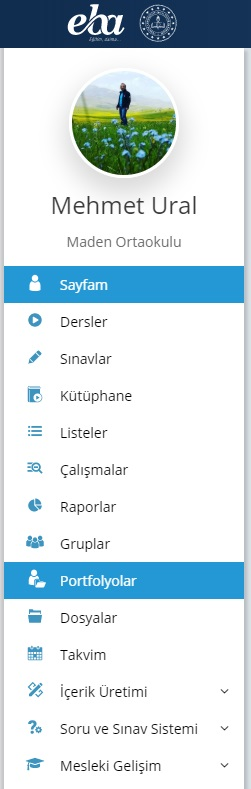 eba
Mehmet Ural
Maden Ortaokulu
Sayfam
Dersler
Sınavlar
Kütüphane
Listeler
Çalışmalar
Raporlar
Gruplar
Portfolyolar
Dosyalar
Takvim
İçerik Üretimi
Soru ve Sınav Sistemi
Mesleki Gelişim